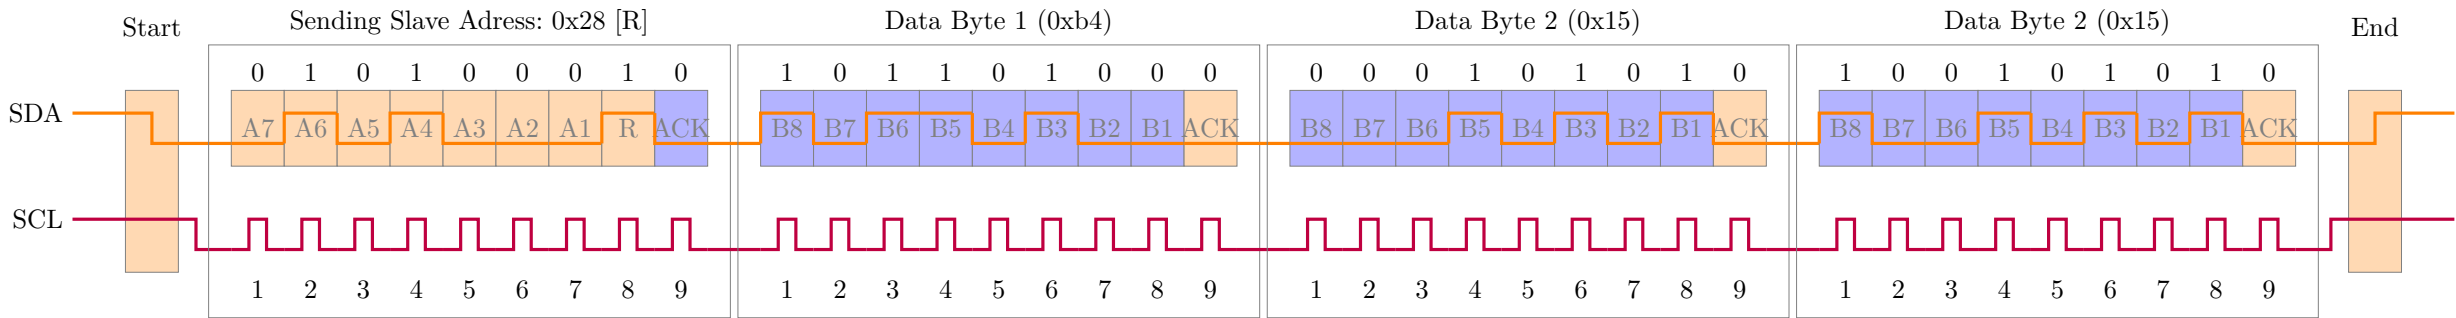 Start
Sending Slave Adress: 0x28 [R]
Data Byte 1 (0xb4)
Data Byte 2 (0x15)
Data Byte 2 (0x15)
End
0 1 0 1 0 0 0 1 0
1 0 1 1 0 1 0 0 0
0 0 0 1 0 1 0 1 0
1 0 0 1 0 1 0 1 0
SDA
A7 A6 A5 A4 A3 A2 A1 R ACK
B8 B7 B6 B5 B4 B3 B2 B1 ACK
B8 B7 B6 B5 B4 B3 B2 B1 ACK
B8 B7 B6 B5 B4 B3 B2 B1 ACK
SCL
1 2 3 4 5 6 7 8 9
1 2 3 4 5 6 7 8 9
1 2 3 4 5 6 7 8 9
1 2 3 4 5 6 7 8 9